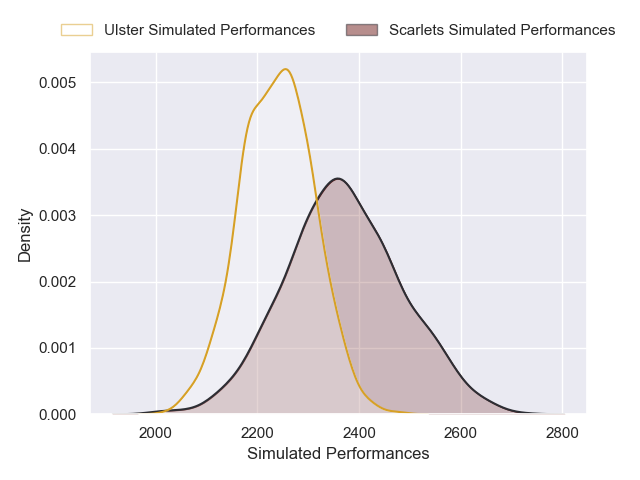 Ulster Simulated Performances
Scarlets Simulated Performances
0.005
0.004
0.003
0.002
0.001
0.000
Density
2000
2200
2400
2600
2800
Simulated Performances